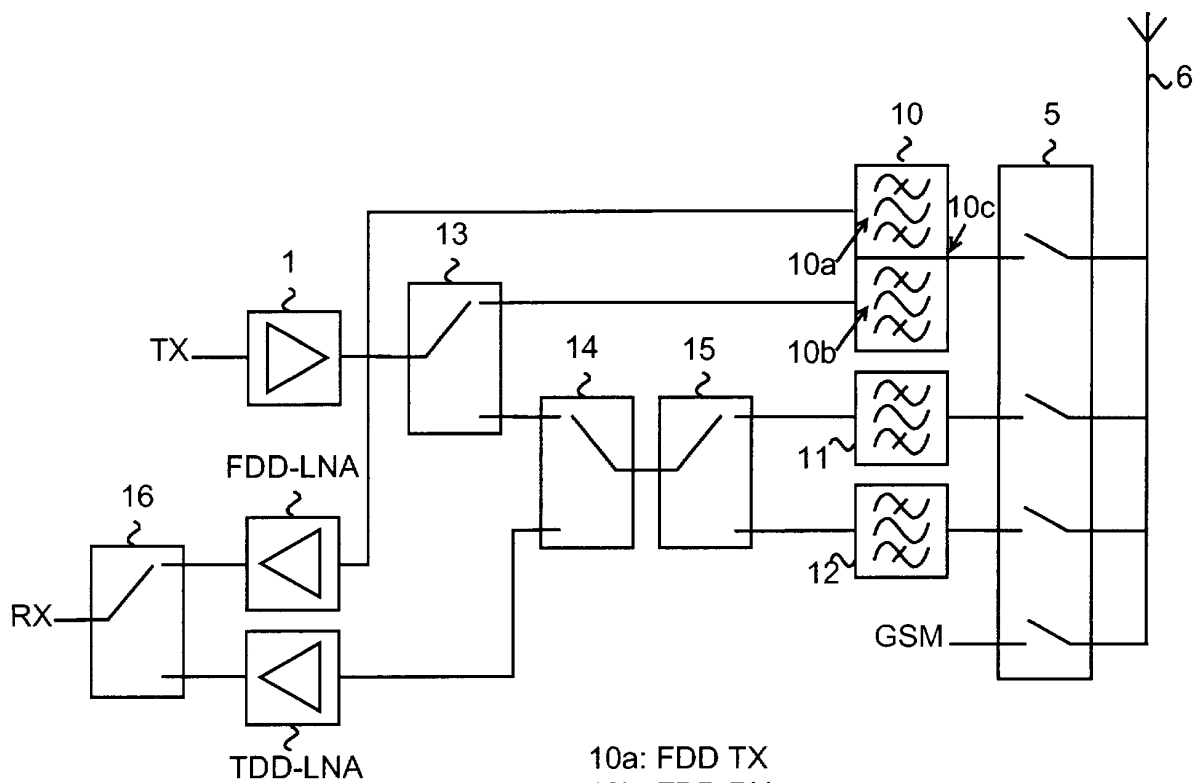 6
10
5
10c
13
10a
1
TX
14
15
10b
11
FDD-LNA
16
12
RX
GSM
10a: FDD TX
TDD-LNA